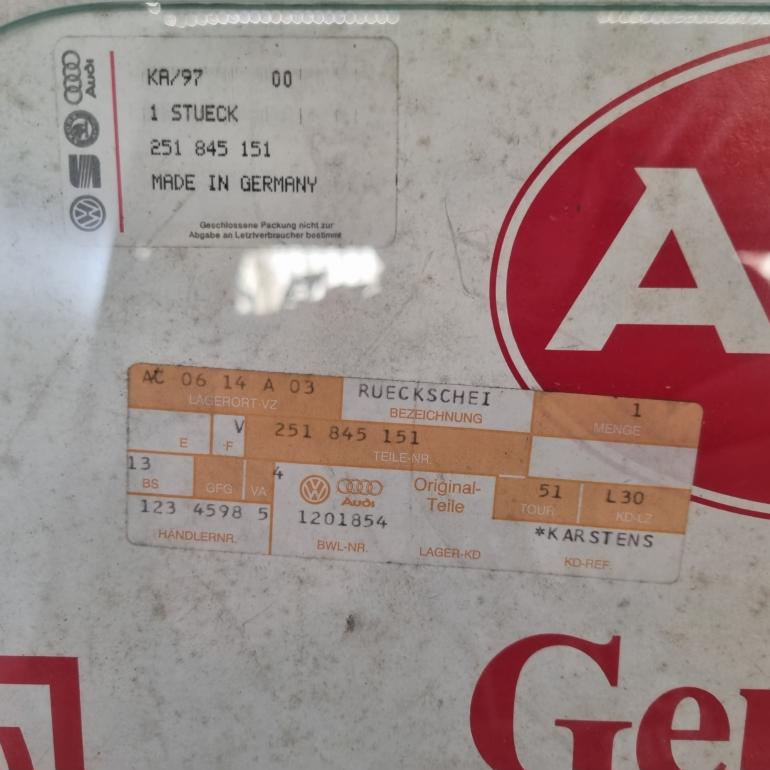 Audi
KA/97 00
1 STUECK
251 845 151
MADE IN GERMANY
Geschlossene Packung nicht zur
Abgabe an Letztverbraucher bestimmt
A
AC 06 14 A 03
LAGERORT-VZ
RUECKSCHEI
BEZEICHNUNG
1
MENGE
E
V
F
251 845 151
TEILE-NR.
13
BS
GFG
VA
4
Audi
Original-
Teile
51
TOUR
L30
KD-LZ
123 4598 5
HÄNDLERNR.
1201854
BWL-NR.
LAGER-KD
*KARSTENS
KD-REF.
Ger